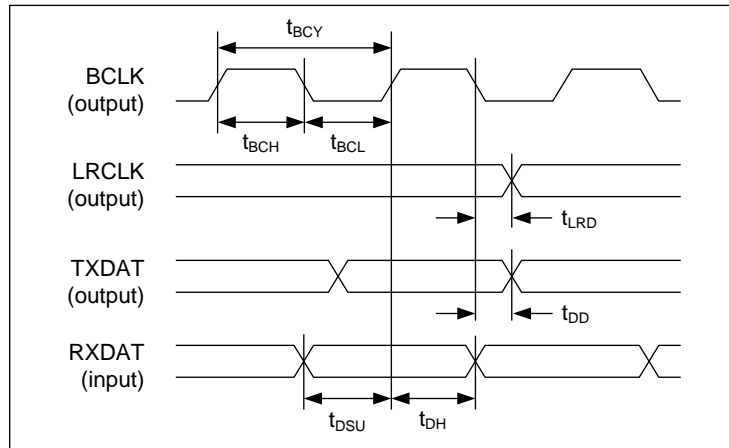 tBCY
BCLK
(output)
tBCH
tBCL
LRCLK
(output)
tLRD
TXDAT
(output)
tDD
RXDAT
(input)
tDSU
tDH